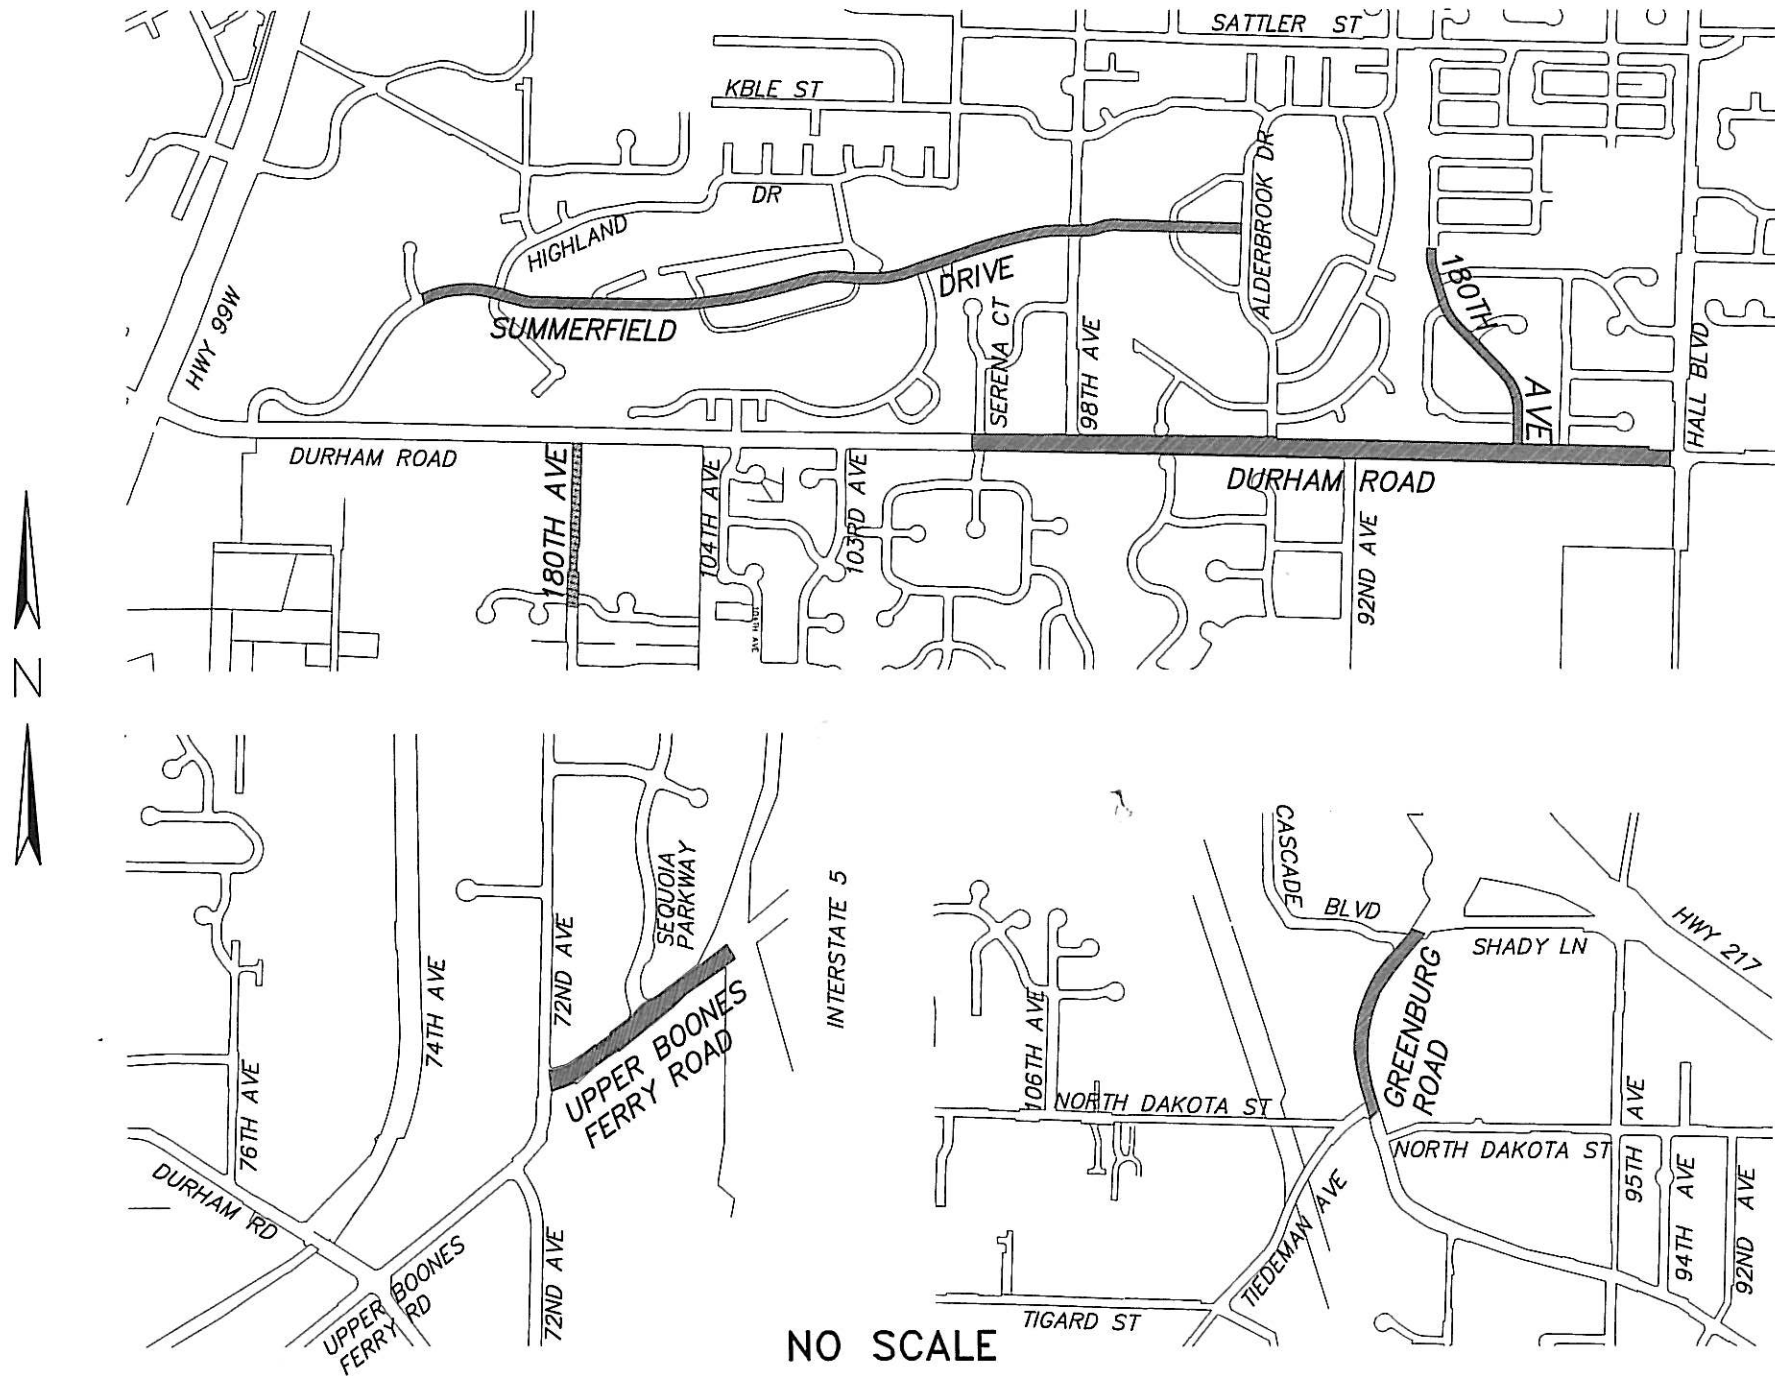 SATTLER ST
KBLE ST
DR
HIGHLAND
ALDERBROOK DR
HWY 99W
SUMMERFIELD
DRIVE
SERENA CT
98TH AVE
180TH
AVE
HALL BLVD
DURHAM ROAD
180TH AVE
104TH AVE
103RD AVE
DURHAM ROAD
92ND AVE
104TH AVE
N
SEQUOIA
PARKWAY
72ND AVE
74TH AVE
76TH AVE
INTERSTATE 5
UPPER BOONES
FERRY ROAD
DURHAM RD
UPPER BOONES
FERRY RD
72ND AVE
CASCADE
BLVD
SHADY LN
HWY 217
GREENBURG
ROAD
106TH AVE
NORTH DAKOTA ST
NORTH DAKOTA ST
95TH AVE
94TH AVE
92ND AVE
TIEDEMAN AVE
TIGARD ST
NO SCALE